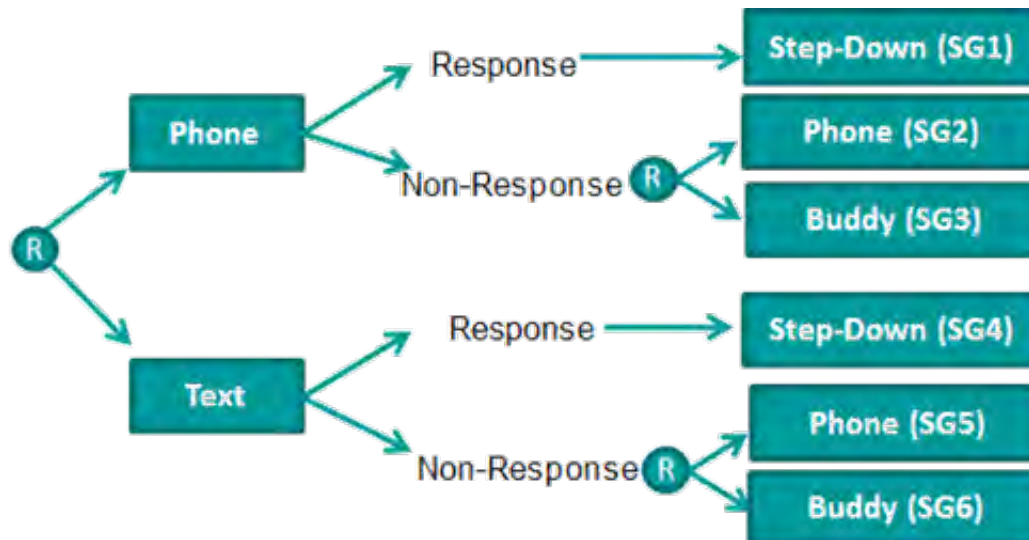 Step-Down (SG1)
Response
Phone
Phone (SG2)
Non-Response R
Buddy (SG3)
R
Response
Step-Down (SG4)
Text
Phone (SG5)
Non-Response R
Buddy (SG6)